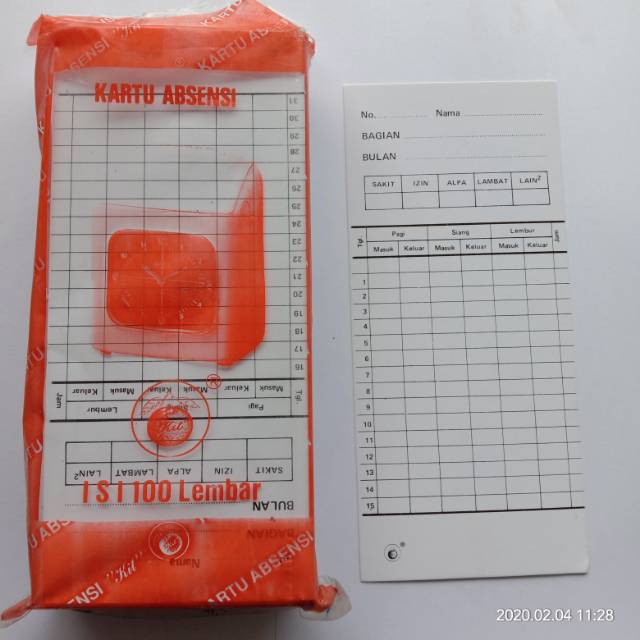 KARTU ABSENSI
KARTU ABSENSI
KARTU ABSENSI
31
30
29
28
27
26
25
24
23
22
21
20
19
18
17
16
Tgl. Pagi Lembur Jam
Masuk Keluar Masuk Keluar Masuk Keluar
Kit ®
SAKIT IZIN ALPA LAMBAT LAIN²
ISI 100 Lembar
BULAN
BAGIAN
Nama
ABSENSI "Kit" KARTU ABSENSI
No. Nama
BAGIAN
BULAN
SAKIT IZIN ALPA LAMBAT LAIN²
Tgl. Pagi Siang Lembur Jam
Masuk Keluar Masuk Keluar Masuk Keluar
1
2
3
4
5
6
7
8
9
10
11
12
13
14
15
®
2020.02.04 11:28